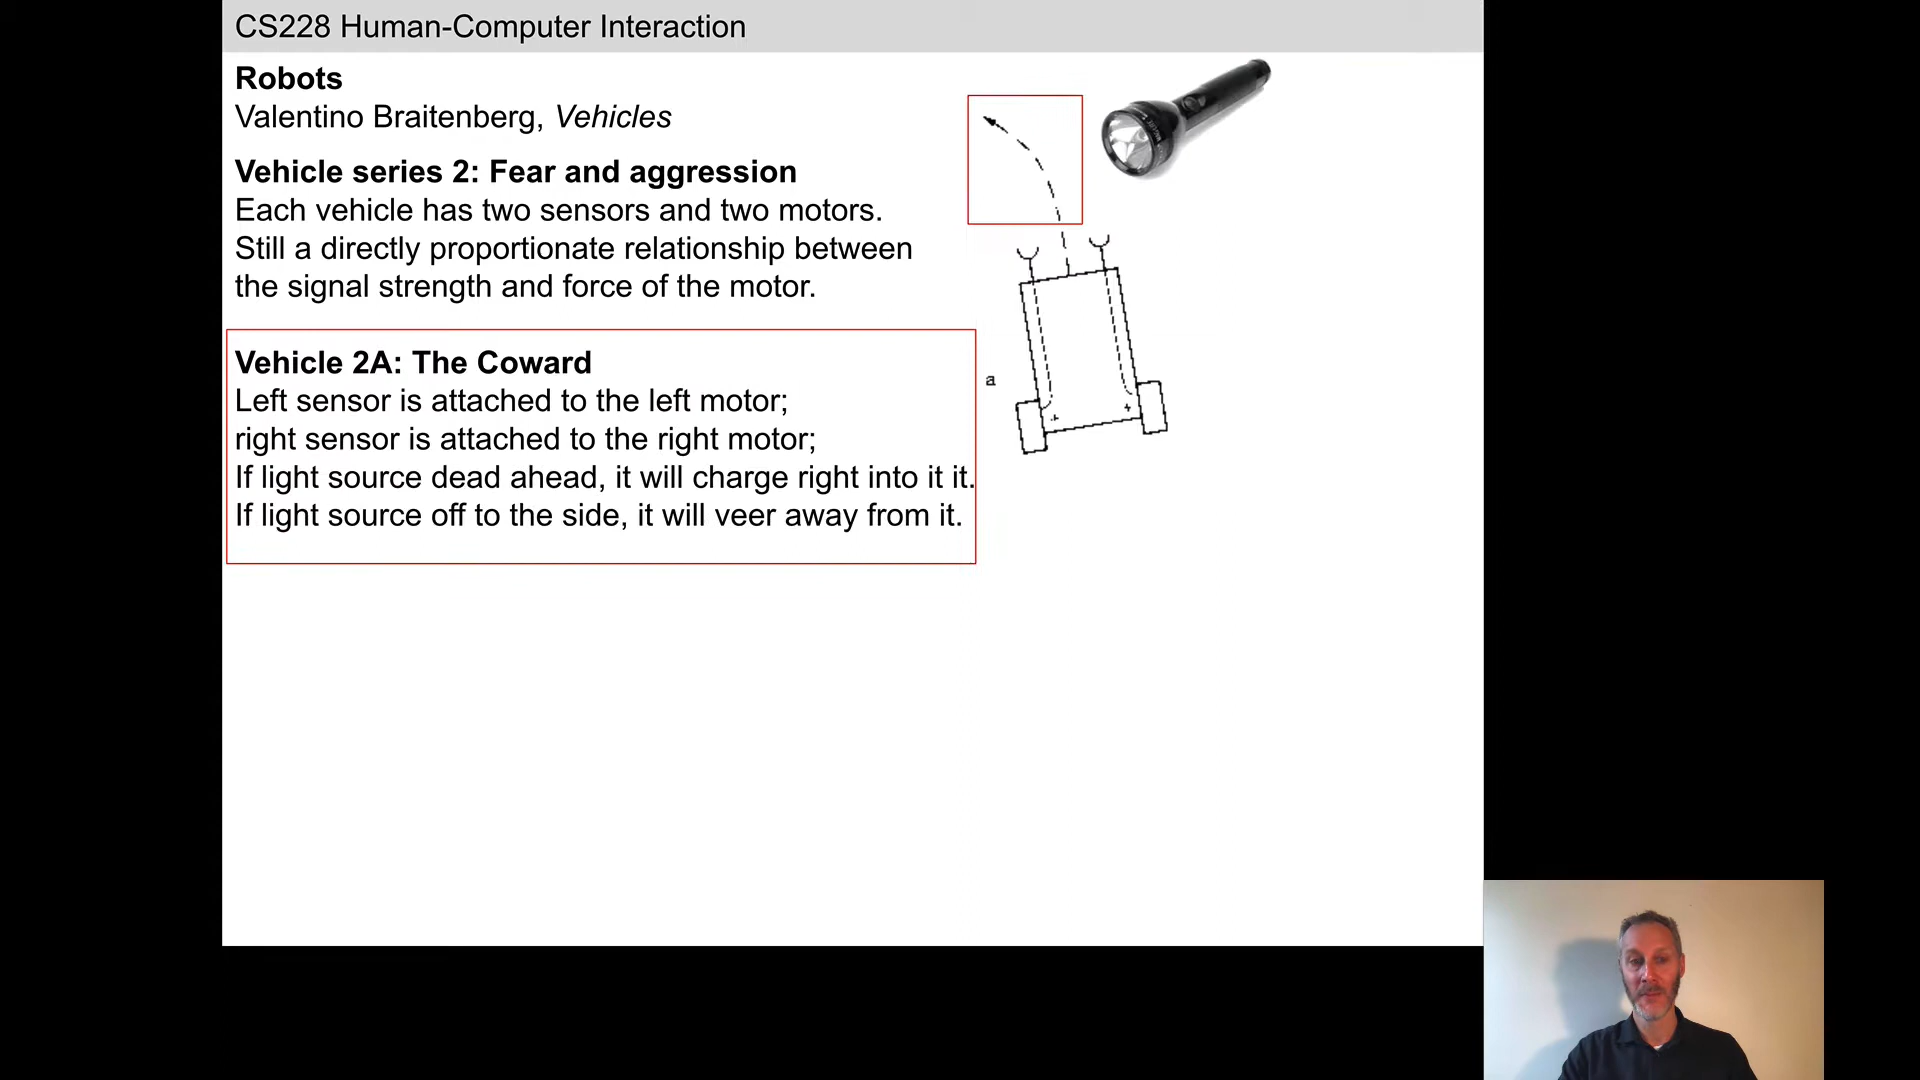 CS228 Human-Computer Interaction
Robots
Valentino Braitenberg, Vehicles
Vehicle series 2: Fear and aggression
Each vehicle has two sensors and two motors.
Still a directly proportionate relationship between
the signal strength and force of the motor.
Vehicle 2A: The Coward
Left sensor is attached to the left motor;
right sensor is attached to the right motor;
If light source dead ahead, it will charge right into it it.
If light source off to the side, it will veer away from it.
a
+ +